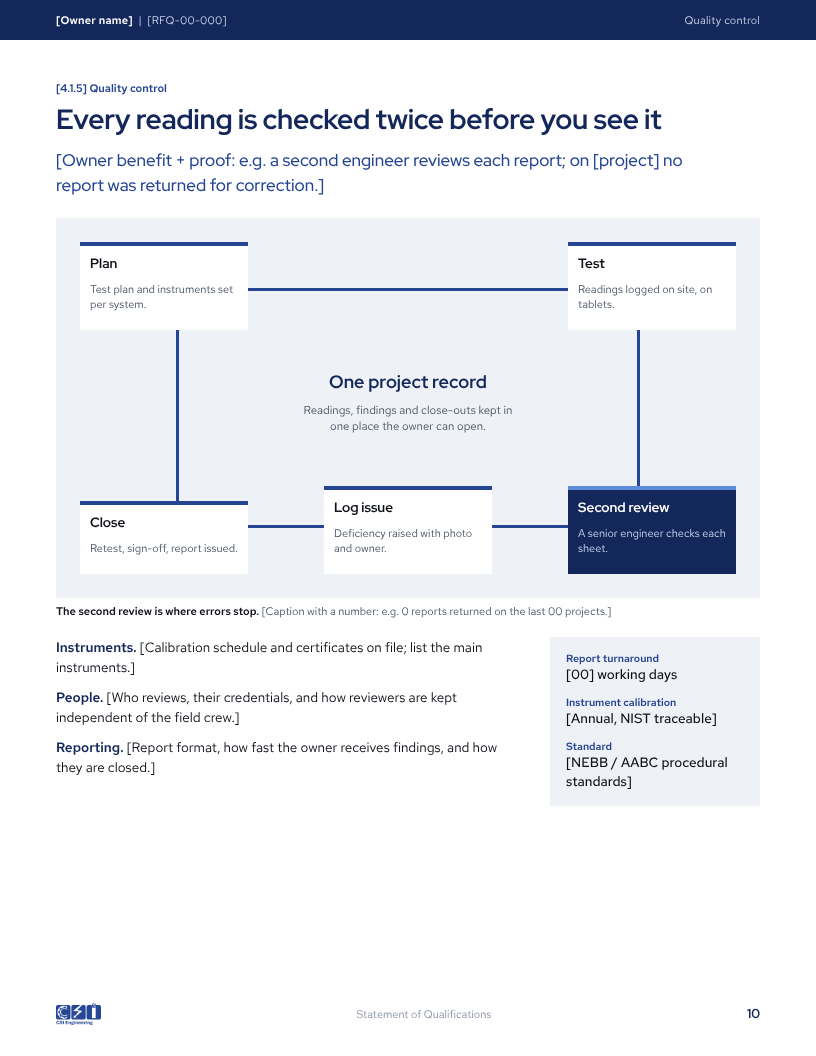 [Owner name] | [RFQ-00-000]
Quality control
[4.1.5] Quality control
Every reading is checked twice before you see it
[Owner benefit + proof: e.g. a second engineer reviews each report; on [project] no
report was returned for correction.]
Plan
Test plan and instruments set
per system.
Test
Readings logged on site, on
tablets.
One project record
Readings, findings and close-outs kept in
one place the owner can open.
Close
Retest, sign-off, report issued.
Log issue
Deficiency raised with photo
and owner.
Second review
A senior engineer checks each
sheet.
The second review is where errors stop. [Caption with a number: e.g. 0 reports returned on the last 00 projects.]
Instruments. [Calibration schedule and certificates on file; list the main
instruments.]
People. [Who reviews, their credentials, and how reviewers are kept
independent of the field crew.]
Reporting. [Report format, how fast the owner receives findings, and how
they are closed.]
Report turnaround
[00] working days
Instrument calibration
[Annual, NIST traceable]
Standard
[NEBB / AABC procedural
standards]
CSI
CSI Engineering
Statement of Qualifications
10